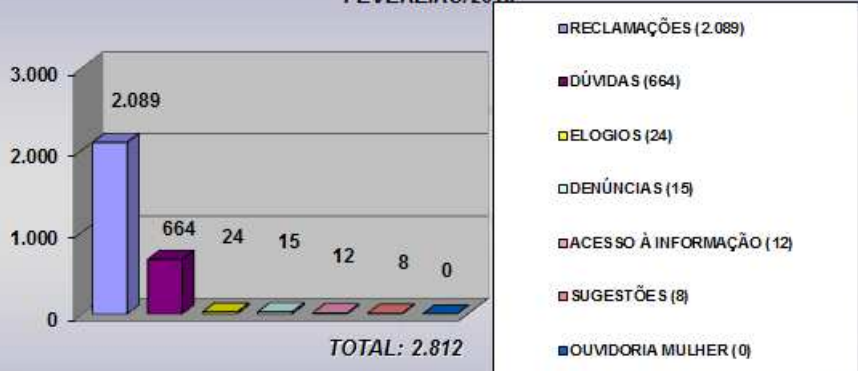 3.000
2.000
1.000
0
2.089
664
24
15
12
8
0
TOTAL: 2.812
RECLAMAÇÕES (2.089)
DÚVIDAS (664)
ELOGIOS (24)
DENÚNCIAS (15)
ACESSO À INFORMAÇÃO (12)
SUGESTÕES (8)
OUVIDORIA MULHER (0)